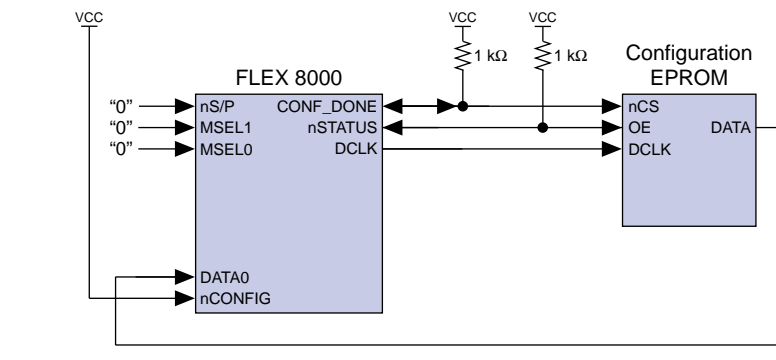 VCC
VCC
VCC
1 kΩ
1 kΩ
FLEX 8000
Configuration
EPROM
“0”
nS/P
CONF_DONE
nCS
“0”
MSEL1
nSTATUS
OE
DATA
“0”
MSEL0
DCLK
DCLK
DATA0
nCONFIG